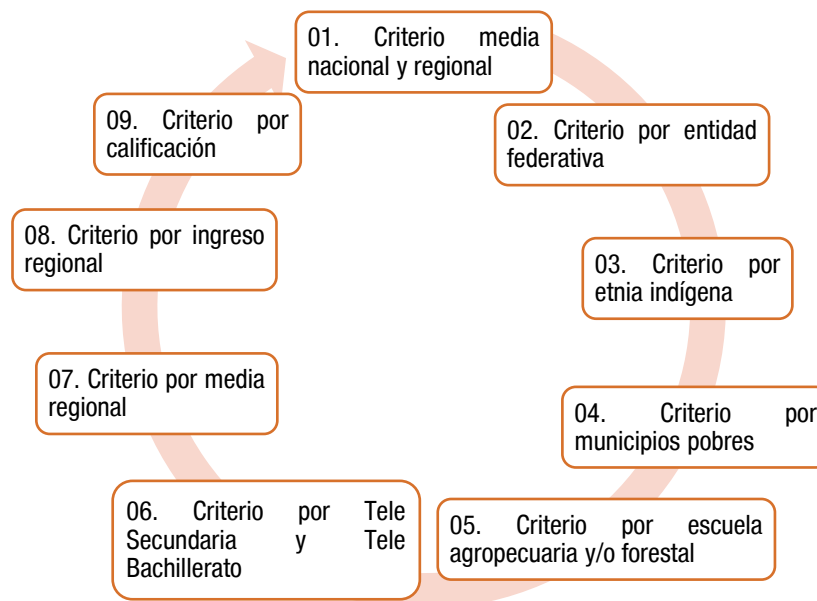 01. Criterio media
nacional y regional
02. Criterio por entidad
federativa
03. Criterio por
etnia indígena
04. Criterio por
municipios pobres
05. Criterio por escuela
agropecuaria y/o forestal
06. Criterio por Tele
Secundaria y Tele
Bachillerato
07. Criterio por media
regional
08. Criterio por ingreso
regional
09. Criterio por
calificación